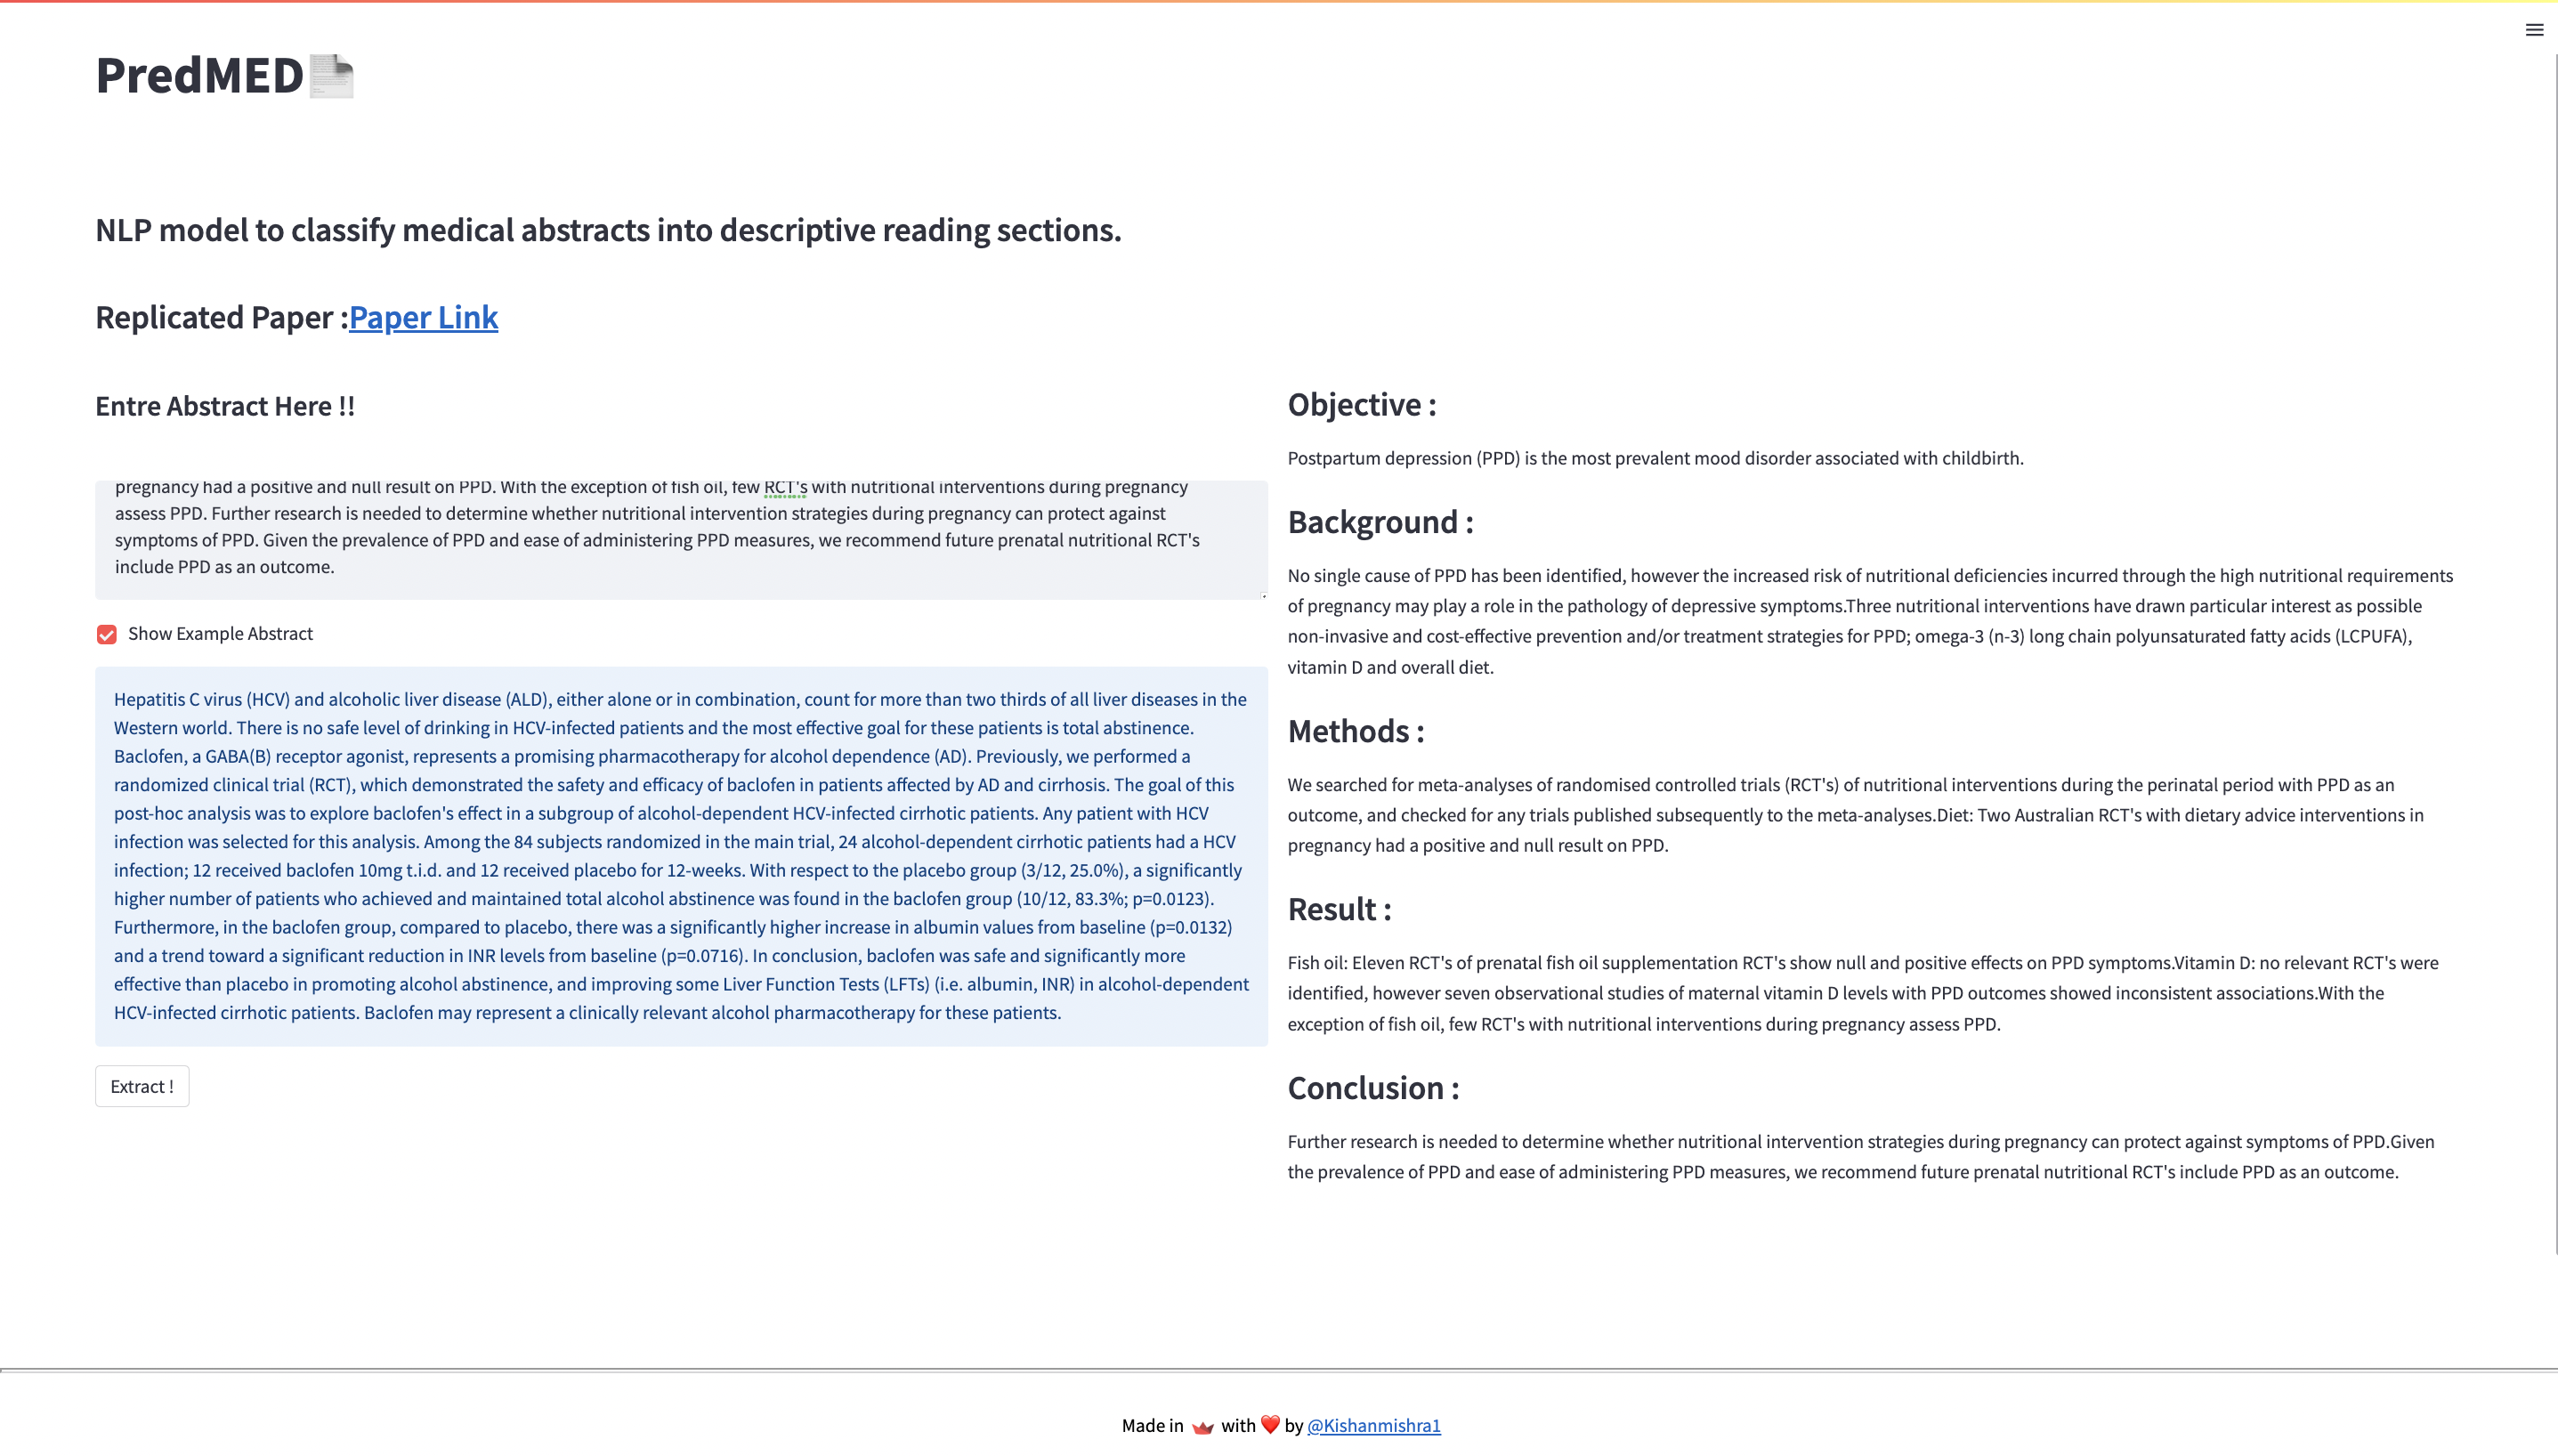 PredMED
NLP model to classify medical abstracts into descriptive reading sections.
Replicated Paper :Paper Link
Entre Abstract Here !!
pregnancy had a positive and null result on PPD. With the exception of fish oil, few RCT's with nutritional interventions during pregnancy
assess PPD. Further research is needed to determine whether nutritional intervention strategies during pregnancy can protect against
symptoms of PPD. Given the prevalence of PPD and ease of administering PPD measures, we recommend future prenatal nutritional RCT's
include PPD as an outcome.
Show Example Abstract
Hepatitis C virus (HCV) and alcoholic liver disease (ALD), either alone or in combination, count for more than two thirds of all liver diseases in the
Western world. There is no safe level of drinking in HCV-infected patients and the most effective goal for these patients is total abstinence.
Baclofen, a GABA(B) receptor agonist, represents a promising pharmacotherapy for alcohol dependence (AD). Previously, we performed a
randomized clinical trial (RCT), which demonstrated the safety and efficacy of baclofen in patients affected by AD and cirrhosis. The goal of this
post-hoc analysis was to explore baclofen's effect in a subgroup of alcohol-dependent HCV-infected cirrhotic patients. Any patient with HCV
infection was selected for this analysis. Among the 84 subjects randomized in the main trial, 24 alcohol-dependent cirrhotic patients had a HCV
infection; 12 received baclofen 10mg t.i.d. and 12 received placebo for 12-weeks. With respect to the placebo group (3/12, 25.0%), a significantly
higher number of patients who achieved and maintained total alcohol abstinence was found in the baclofen group (10/12, 83.3%; p=0.0123).
Furthermore, in the baclofen group, compared to placebo, there was a significantly higher increase in albumin values from baseline (p=0.0132)
and a trend toward a significant reduction in INR levels from baseline (p=0.0716). In conclusion, baclofen was safe and significantly more
effective than placebo in promoting alcohol abstinence, and improving some Liver Function Tests (LFTs) (i.e. albumin, INR) in alcohol-dependent
HCV-infected cirrhotic patients. Baclofen may represent a clinically relevant alcohol pharmacotherapy for these patients.
Extract !
Objective :
Postpartum depression (PPD) is the most prevalent mood disorder associated with childbirth.
Background :
No single cause of PPD has been identified, however the increased risk of nutritional deficiencies incurred through the high nutritional requirements
of pregnancy may play a role in the pathology of depressive symptoms.Three nutritional interventions have drawn particular interest as possible
non-invasive and cost-effective prevention and/or treatment strategies for PPD; omega-3 (n-3) long chain polyunsaturated fatty acids (LCPUFA),
vitamin D and overall diet.
Methods :
We searched for meta-analyses of randomised controlled trials (RCT's) of nutritional interventions during the perinatal period with PPD as an
outcome, and checked for any trials published subsequently to the meta-analyses.Diet: Two Australian RCT's with dietary advice interventions in
pregnancy had a positive and null result on PPD.
Result :
Fish oil: Eleven RCT's of prenatal fish oil supplementation RCT's show null and positive effects on PPD symptoms.Vitamin D: no relevant RCT's were
identified, however seven observational studies of maternal vitamin D levels with PPD outcomes showed inconsistent associations.With the
exception of fish oil, few RCT's with nutritional interventions during pregnancy assess PPD.
Conclusion :
Further research is needed to determine whether nutritional intervention strategies during pregnancy can protect against symptoms of PPD.Given
the prevalence of PPD and ease of administering PPD measures, we recommend future prenatal nutritional RCT's include PPD as an outcome.
Made in with ❤️ by @Kishanmishra1